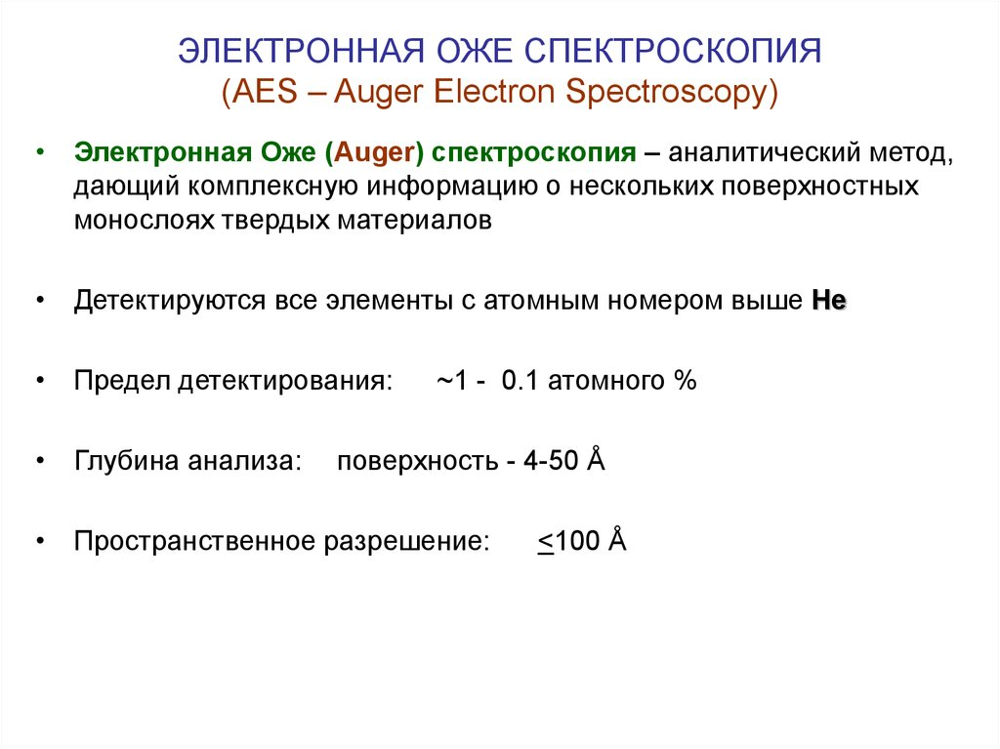 ЭЛЕКТРОННАЯ ОЖЕ СПЕКТРОСКОПИЯ
(AES – Auger Electron Spectroscopy)
• Электронная Оже (Auger) спектроскопия – аналитический метод,
дающий комплексную информацию о нескольких поверхностных
монослоях твердых материалов
• Детектируются все элементы с атомным номером выше Не
• Предел детектирования: ~1 - 0.1 атомного %
• Глубина анализа: поверхность - 4-50 Å
• Пространственное разрешение: <100 Å